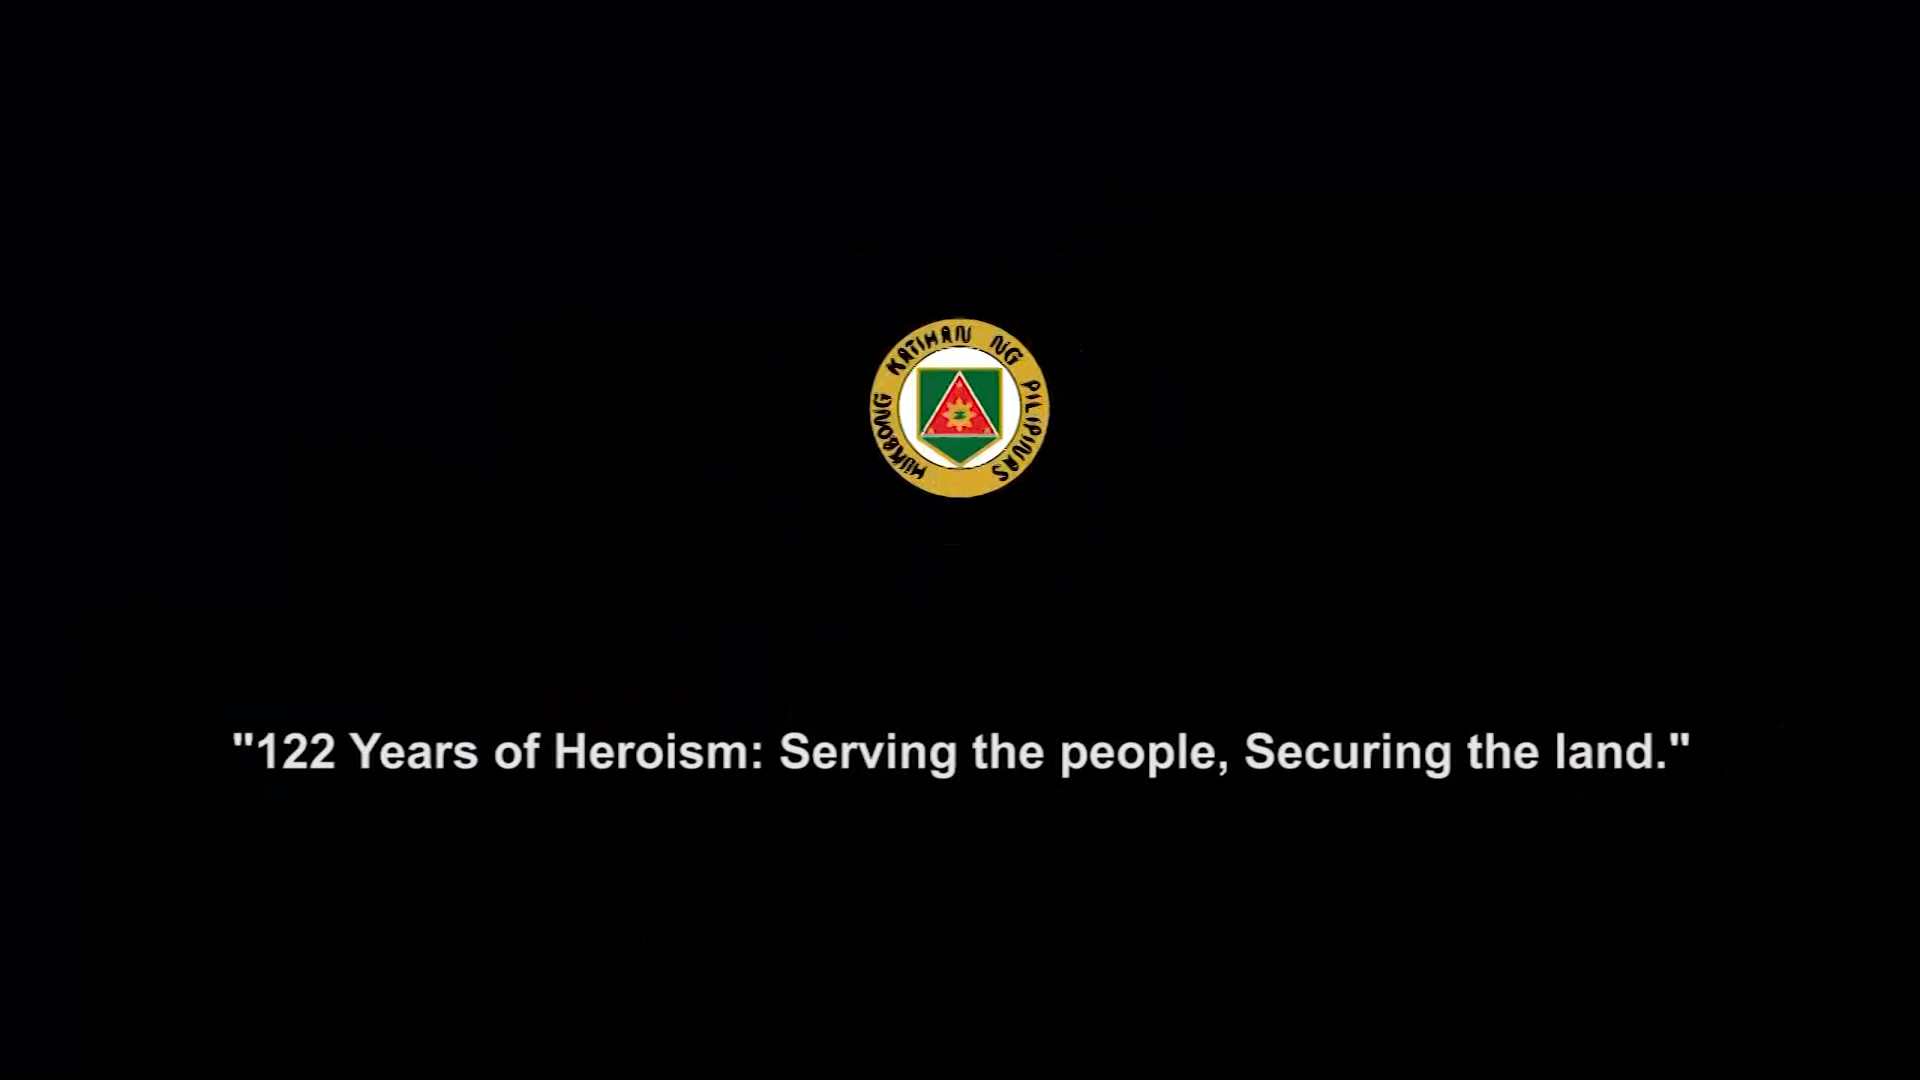 HUKBONG KATIHAN NG PILIPINAS
"122 Years of Heroism: Serving the people, Securing the land."